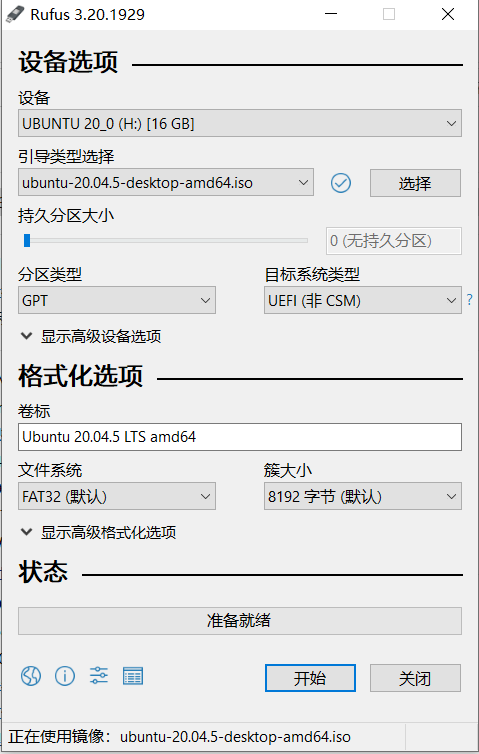 Rufus 3.20.1929
设备选项
设备
UBUNTU 20_0 (H:) [16 GB]
引导类型选择
ubuntu-20.04.5-desktop-amd64.iso
选择
持久分区大小
0 (无持久分区)
分区类型
目标系统类型
GPT
UEFI (非 CSM)
?
显示高级设备选项
格式化选项
卷标
Ubuntu 20.04.5 LTS amd64
文件系统
簇大小
FAT32 (默认)
8192 字节 (默认)
显示高级格式化选项
状态
准备就绪
开始
关闭
正在使用镜像：ubuntu-20.04.5-desktop-amd64.iso